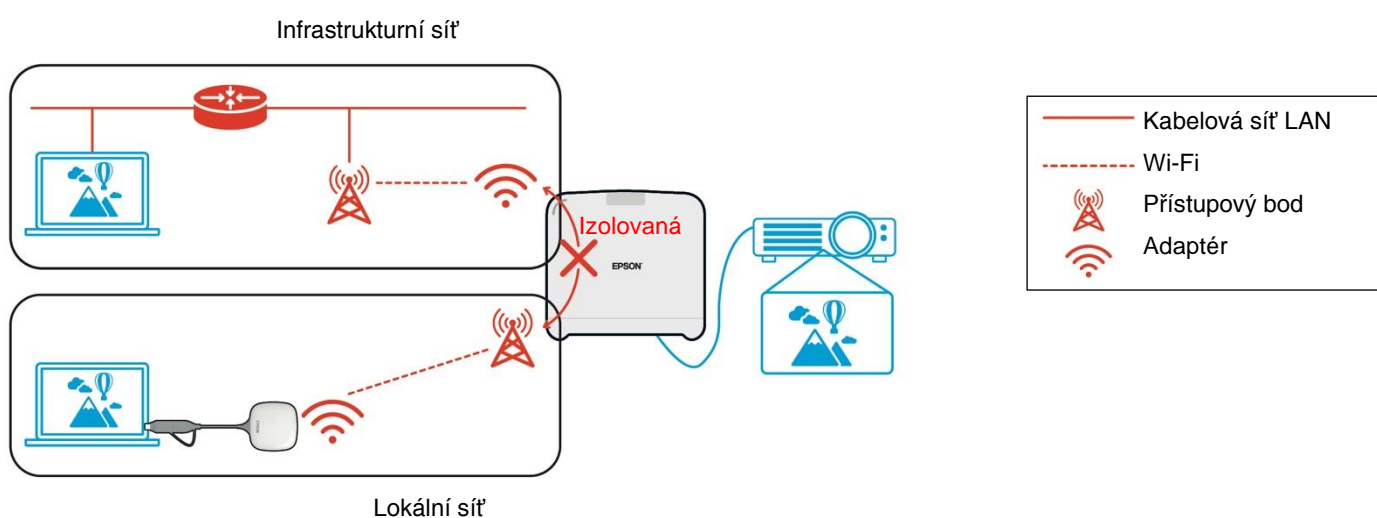 Infrastrukturní síť
Izolovaná
EPSON
Lokální síť
Kabelová síť LAN
Wi-Fi
Přístupový bod
Adaptér